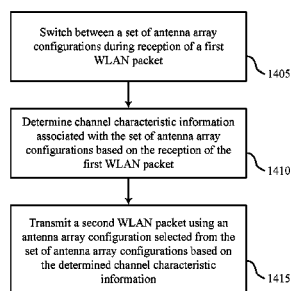 Switch between a set of antenna array
configurations during reception of a first
WLAN packet
1405
Determine channel characteristic information
associated with the set of antenna array
configurations based on the reception of the
first WLAN packet
1410
Transmit a second WLAN packet using an
antenna array configuration selected from the
set of antenna array configurations based on
the determined channel characteristic
information
1415